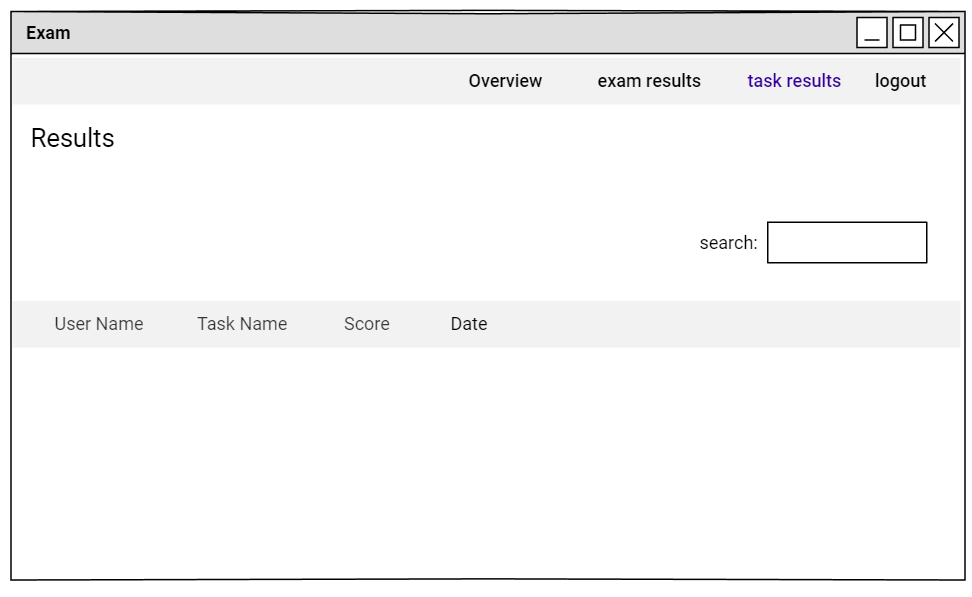 Exam
Overview exam results task results logout
Results
search:
User Name Task Name Score Date